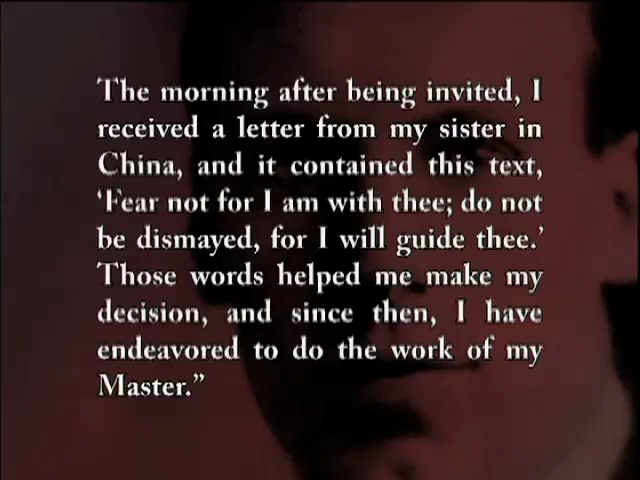 The morning after being invited, I
received a letter from my sister in
China, and it contained this text,
‘Fear not for I am with thee; do not
be dismayed, for I will guide thee.’
Those words helped me make my
decision, and since then, I have
endeavored to do the work of my
Master.”